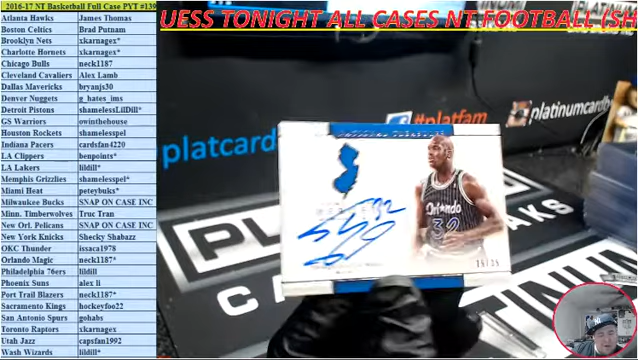 2016-17 NT Basketball Full Case PYT #139
Atlanta Hawks James Thomas
Boston Celtics Brad Putnam
Brooklyn Nets xkarnagex*
Charlotte Hornets xkarnagex*
Chicago Bulls neck1187
Cleveland Cavaliers Alex Lamb
Dallas Mavericks bryanjs30
Denver Nuggets g_hates_ims
Detroit Pistons shamelessLilDill*
GS Warriors owinthehouse
Houston Rockets shamelesspel
Indiana Pacers cardsfan4220
LA Clippers benpoints*
LA Lakers lildill*
Memphis Grizzlies shamelesspel*
Miami Heat peteybuks*
Milwaukee Bucks SNAP ON CASE INC
Minn. Timberwolves Truc Tran
New Orl. Pelicans SNAP ON CASE INC
New York Knicks Shecky Shabazz
OKC Thunder issaca1978
Orlando Magic neck1187*
Philadelphia 76ers lildill
Phoenix Suns alex li
Port Trail Blazers neck1187*
Sacramento Kings hockeyfoo22
San Antonio Spurs gohabs
Toronto Raptors xkarnagex
Utah Jazz capsfan1992
Wash Wizards lildill*
UESS TONIGHT ALL CASES NT FOOTBALL (SH
#platfam
platinumcardb
platcard
Orlando
32